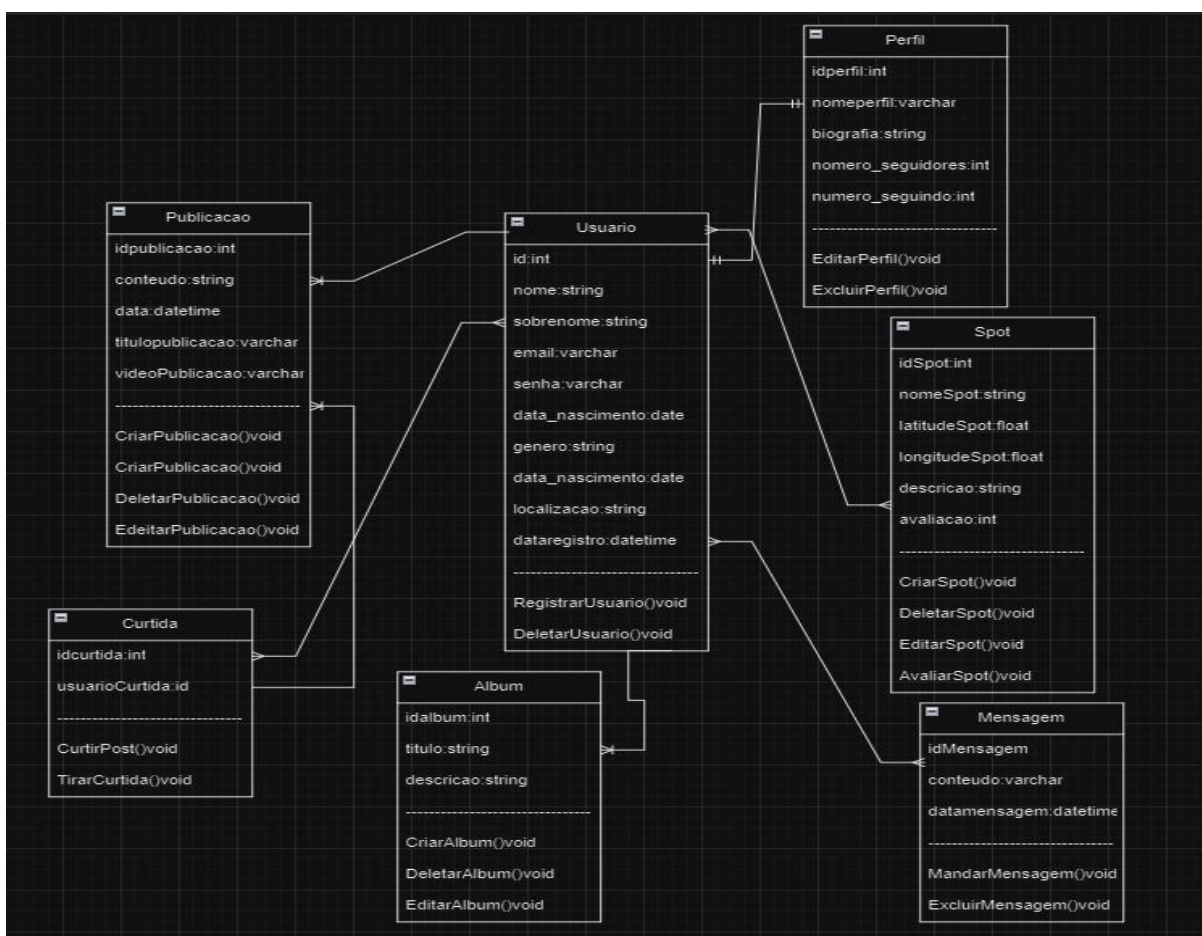 Perfil
idperfil:int
nomeperfil:varchar
biografia:string
nomero_seguidores:int
numero_seguindo:int
--------------------------------
EditarPerfil()void
ExcluirPerfil()void
Publicacao
idpublicacao:int
conteudo:string
data:datetime
titulopublicacao:varchar
videoPublicacao:varchar
--------------------------------
CriarPublicacao()void
CriarPublicacao()void
DeletarPublicacao()void
EdeitarPublicacao()void
Usuario
id:int
nome:string
sobrenome:string
email:varchar
senha:varchar
data_nascimento:date
genero:string
data_nascimento:date
localizacao:string
dataregistro:datetime
--------------------------------
RegistrarUsuario()void
DeletarUsuario()void
Spot
idSpot:int
nomeSpot:string
latitudeSpot:float
longitudeSpot:float
descricao:string
avaliacao:int
--------------------------------
CriarSpot()void
DeletarSpot()void
EditarSpot()void
AvaliarSpot()void
Curtida
idcurtida:int
usuarioCurtida:id
--------------------------------
CurtirPost()void
TirarCurtida()void
Album
idalbum:int
titulo:string
descricao:string
--------------------------------
CriarAlbum()void
DeletarAlbum()void
EditarAlbum()void
Mensagem
idMensagem
conteudo:varchar
datamensagem:datetime
--------------------------------
MandarMensagem()void
ExcluirMensagem()void